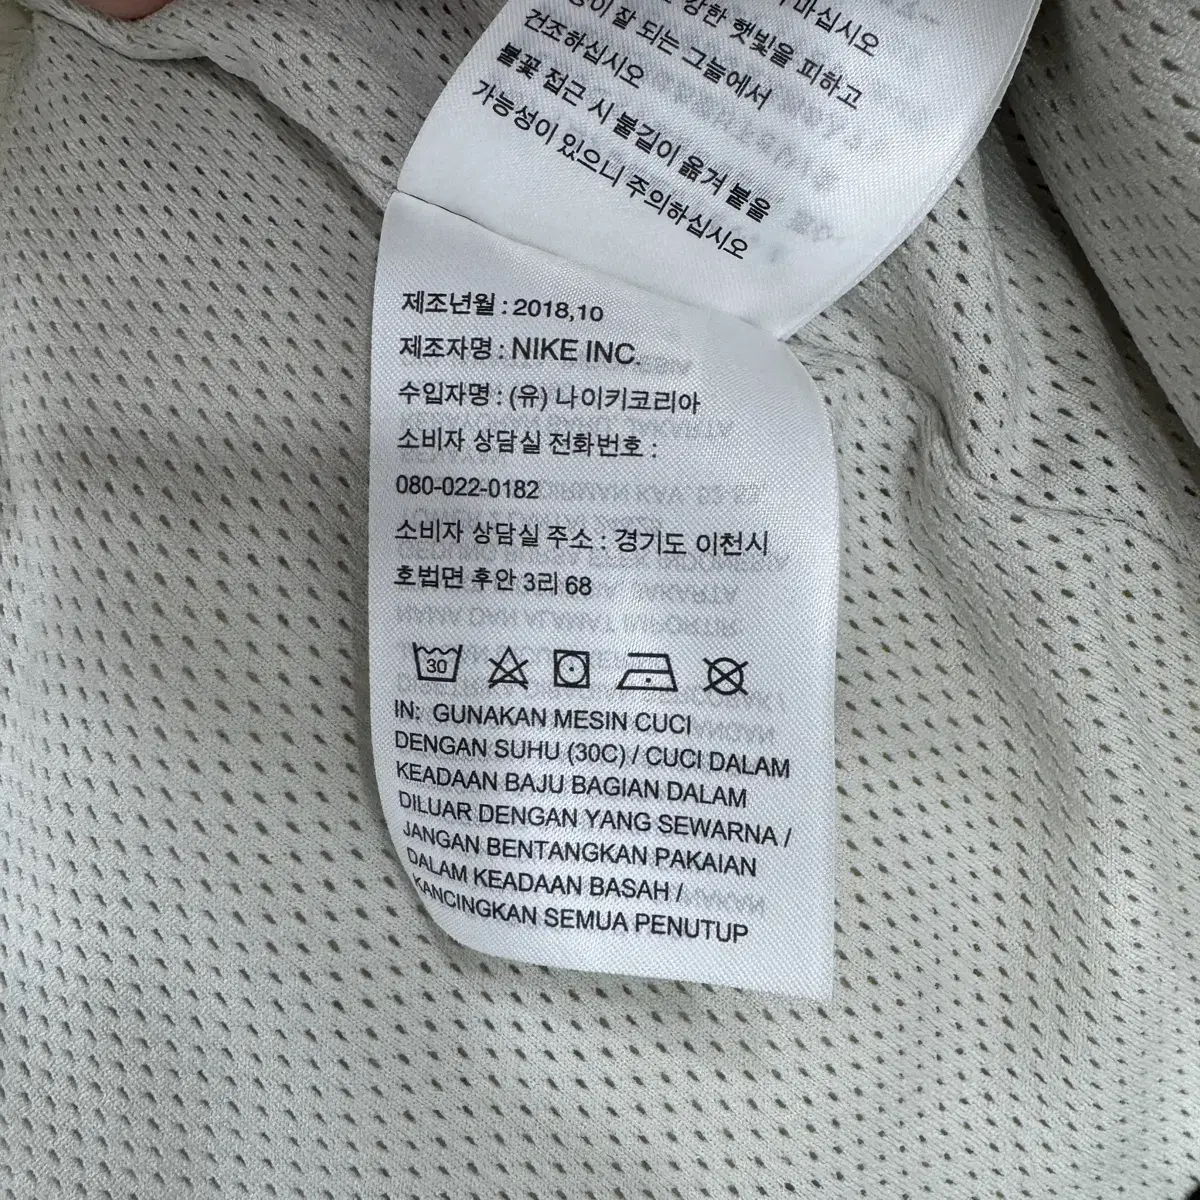 마십시오
강한 햇빛을 피하고
잘 되는 그늘에서
건조하십시오
불꽃 접근 시 불길이 옮겨 붙을
가능성이 있으니 주의하십시오
제조년월 : 2018,10
제조자명 : NIKE INC.
수입자명 : (유) 나이키코리아
소비자 상담실 전화번호 :
080-022-0182
소비자 상담실 주소 : 경기도 이천시
호법면 후안 3리 68
30
IN: GUNAKAN MESIN CUCI
DENGAN SUHU (30C) / CUCI DALAM
KEADAAN BAJU BAGIAN DALAM
DILUAR DENGAN YANG SEWARNA /
JANGAN BENTANGKAN PAKAIAN
DALAM KEADAAN BASAH /
KANCINGKAN SEMUA PENUTUP